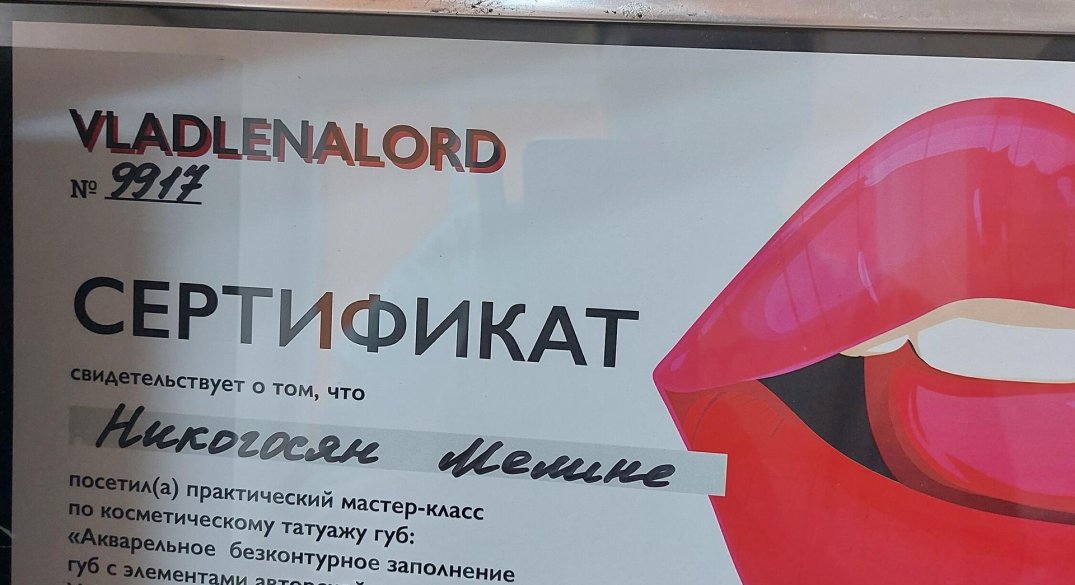 VLADLENALORD
№ 9917
СЕРТИФИКАТ
свидетельствует о том, что
Никогосян Мелине
посетил(а) практический мастер-класс
по косметическому татуажу губ:
«Акварельное безконтурное заполнение
губ с элементами